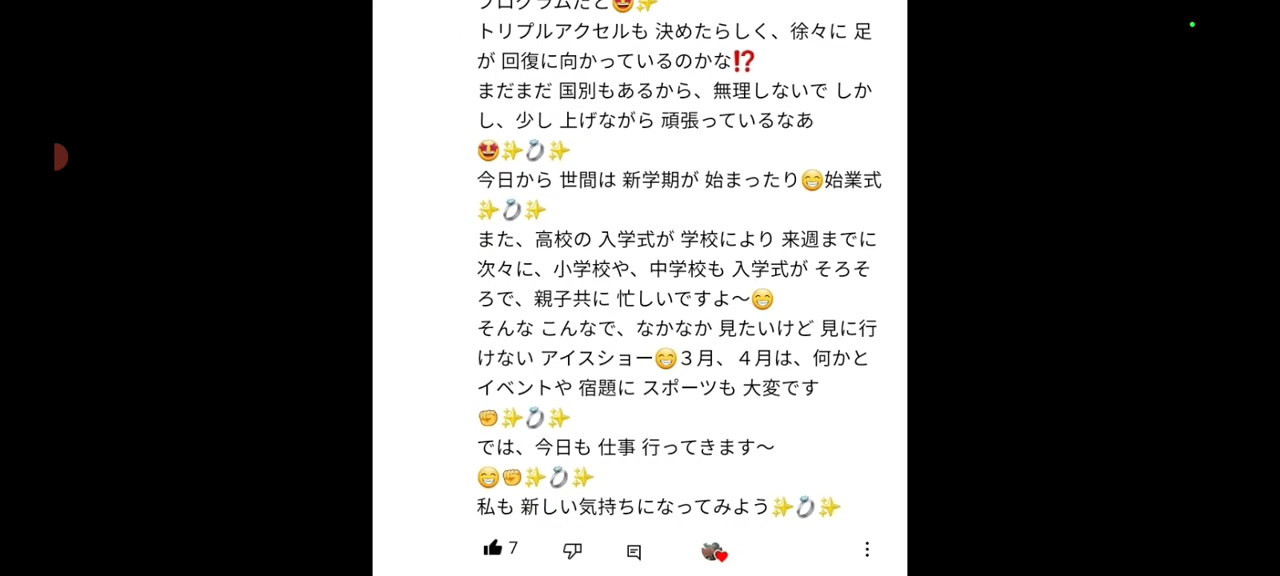 プログラムだと🤩✨
トリプルアクセルも 決めたらしく、徐々に 足
が 回復に向かっているのかな⁉️
まだまだ 国別もあるから、無理しないで しか
し、少し 上げながら 頑張っているなあ
🤩✨💍✨
今日から 世間は 新学期が 始まったり😁始業式
✨💍✨
また、高校の 入学式が 学校により 来週までに
次々に、小学校や、中学校も 入学式が そろそ
ろで、親子共に 忙しいですよ〜😁
そんな こんなで、なかなか 見たいけど 見に行
けない アイスショー😁３月、４月は、何かと
イベントや 宿題に スポーツも 大変です
✊✨💍✨
では、今日も 仕事 行ってきます〜
😁✊✨💍✨
私も 新しい気持ちになってみよう✨💍✨
7